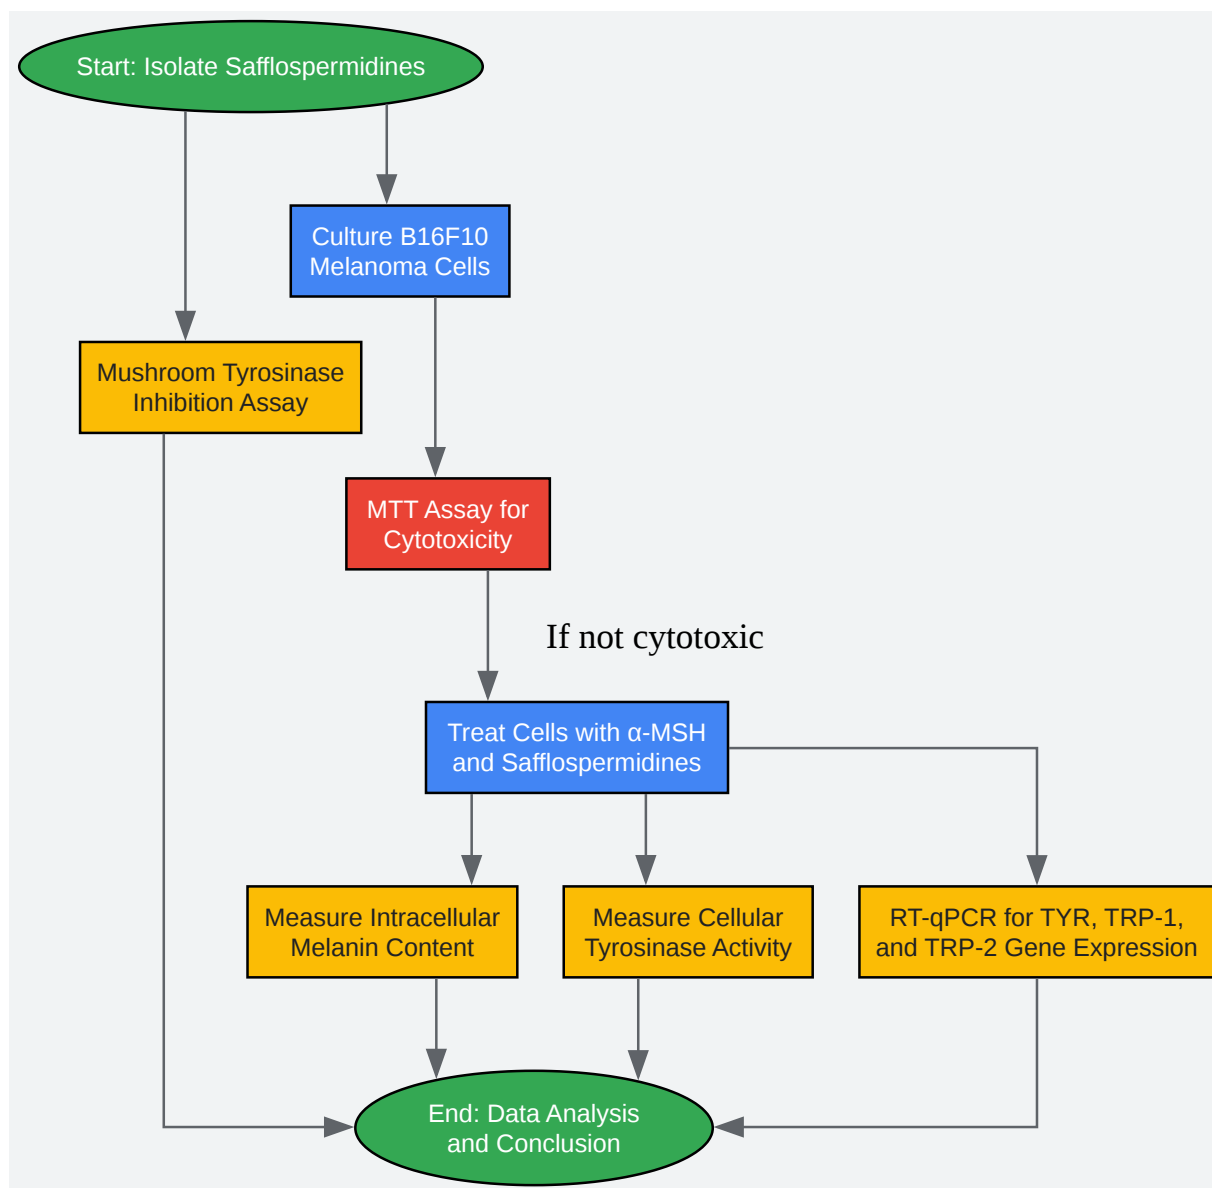 Start: Isolate Safflospermidines
Culture B16F10
Melanoma Cells
Mushroom Tyrosinase
Inhibition Assay
MTT Assay for
Cytotoxicity
If not cytotoxic
Treat Cells with α-MSH
and Safflospermidines
Measure Intracellular
Melanin Content
Measure Cellular
Tyrosinase Activity
RT-qPCR for TYR, TRP-1,
and TRP-2 Gene Expression
End: Data Analysis
and Conclusion